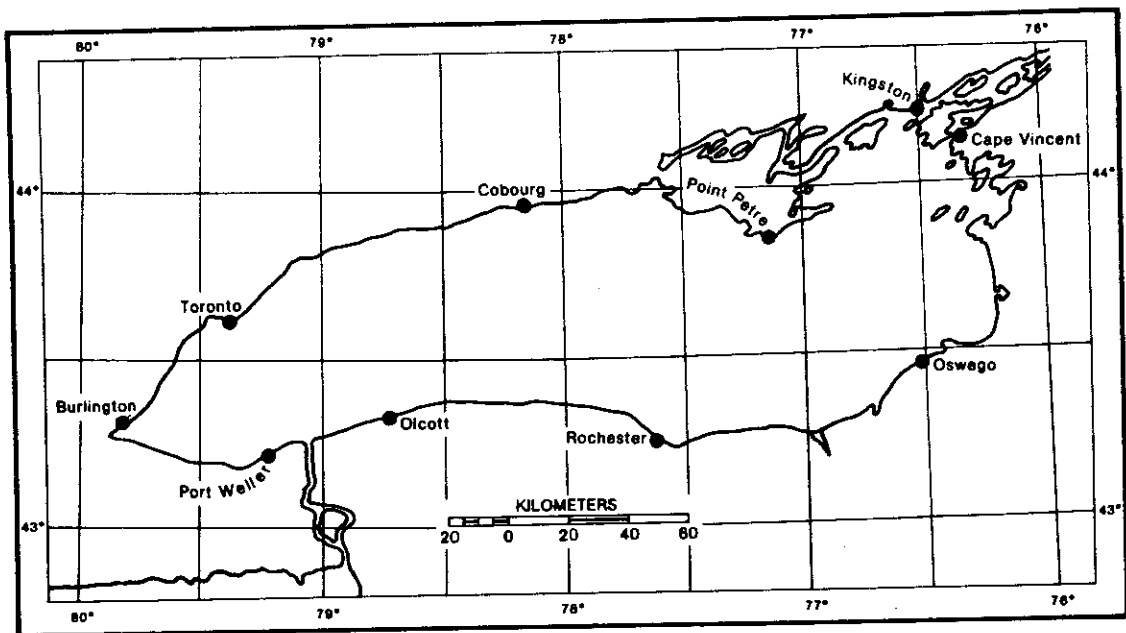 80° 79° 78° 77° 76°
Kingston
Cape Vincent
44° 44°
Cobourg
Point Petre
Toronto
Oswago
Burlington
Olcott
Rochester
Port Weller
KILOMETERS
43° 43°
20 0 20 40 60
80° 79° 78° 77° 76°